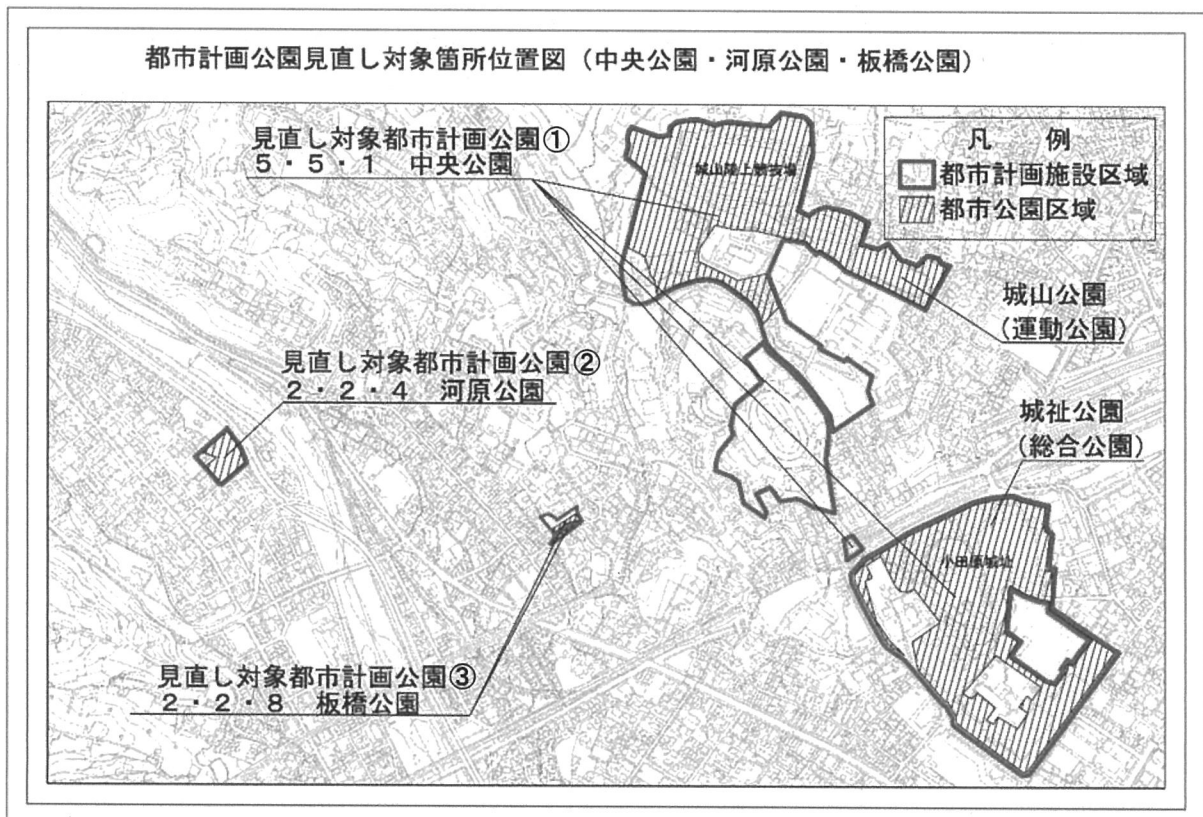 都市計画公園見直し対象箇所位置図（中央公園・河原公園・板橋公園）
見直し対象都市計画公園①
５・５・１　中央公園
城山陸上競技場
凡　例
都市計画施設区域
都市公園区域
城山公園
(運動公園)
見直し対象都市計画公園②
２・２・４　河原公園
城祉公園
(総合公園)
小田原城址
見直し対象都市計画公園③
２・２・８　板橋公園